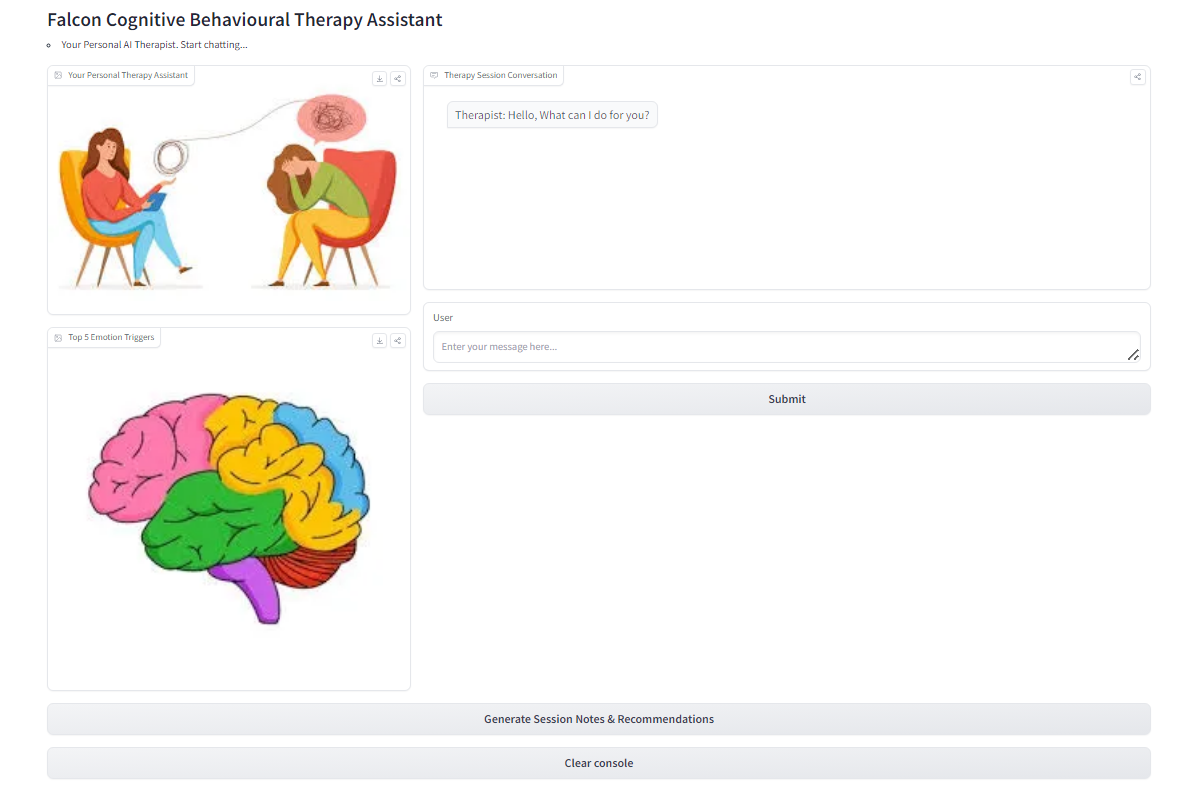 Falcon Cognitive Behavioural Therapy Assistant
Your Personal AI Therapist. Start chatting...
Your Personal Therapy Assistant
Therapy Session Conversation
Therapist: Hello, What can I do for you?
User
Enter your message here...
Submit
Top 5 Emotion Triggers
Generate Session Notes & Recommendations
Clear console